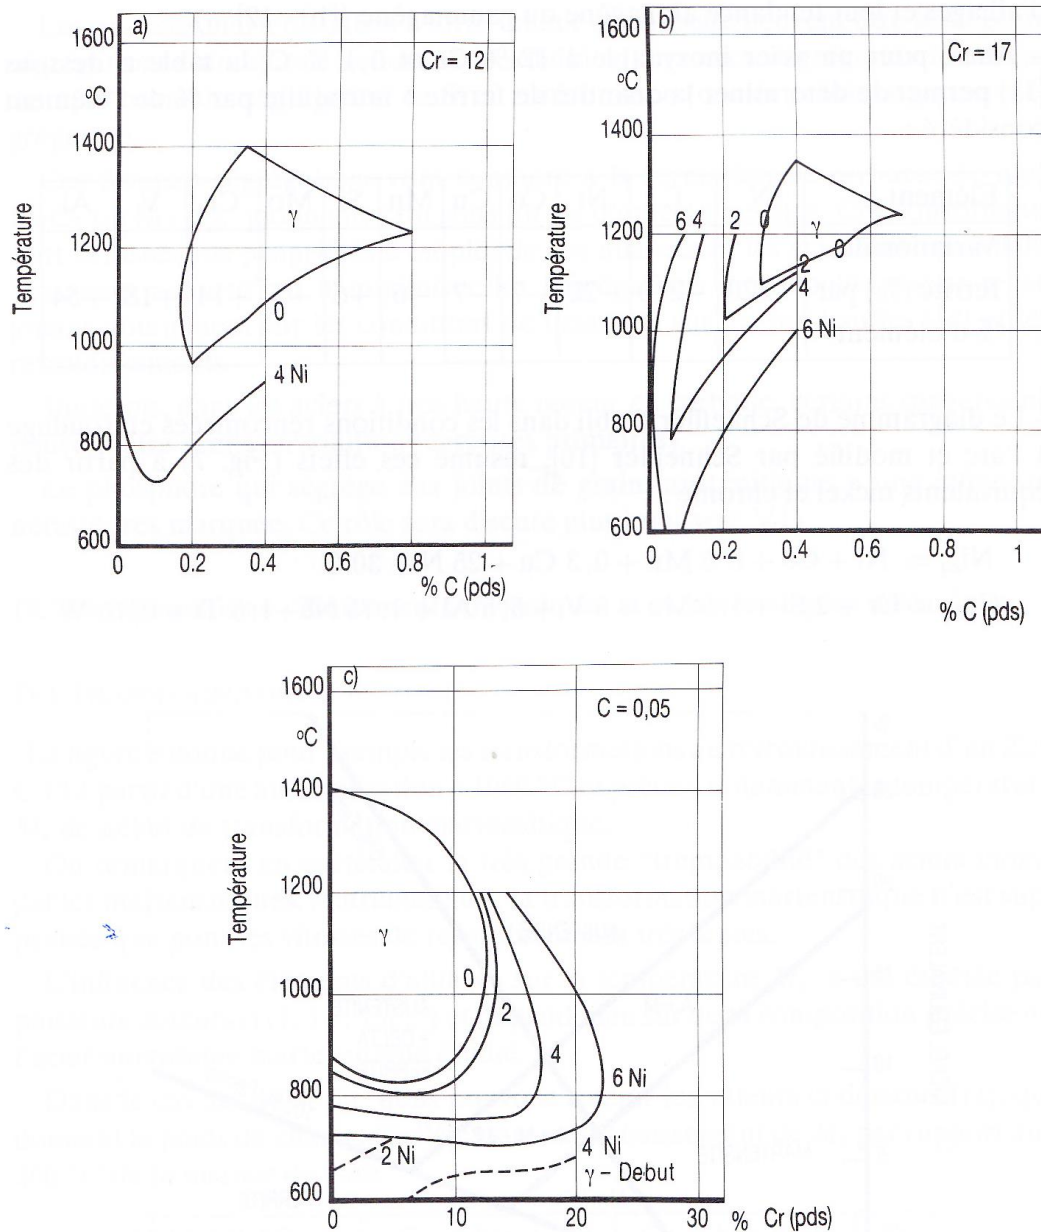 a)
1600
Cr = 12
°C
1400
γ
Température
1200
0
1000
4 Ni
800
600
0 0.2 0.4 0.6 0.8 1
% C (pds)
b)
1600
Cr = 17
°C
1400
6 4 2 0
γ
1200
0
2
4
Température
1000
6 Ni
800
600
0 0.2 0.4 0.6 0.8 1
% C (pds)
c)
1600
C = 0,05
°C
1400
Température
1200
γ
0
1000
2
4
6 Ni
800
2 Ni
4 Ni
γ – Debut
600
0 10 20 30 % Cr (pds)